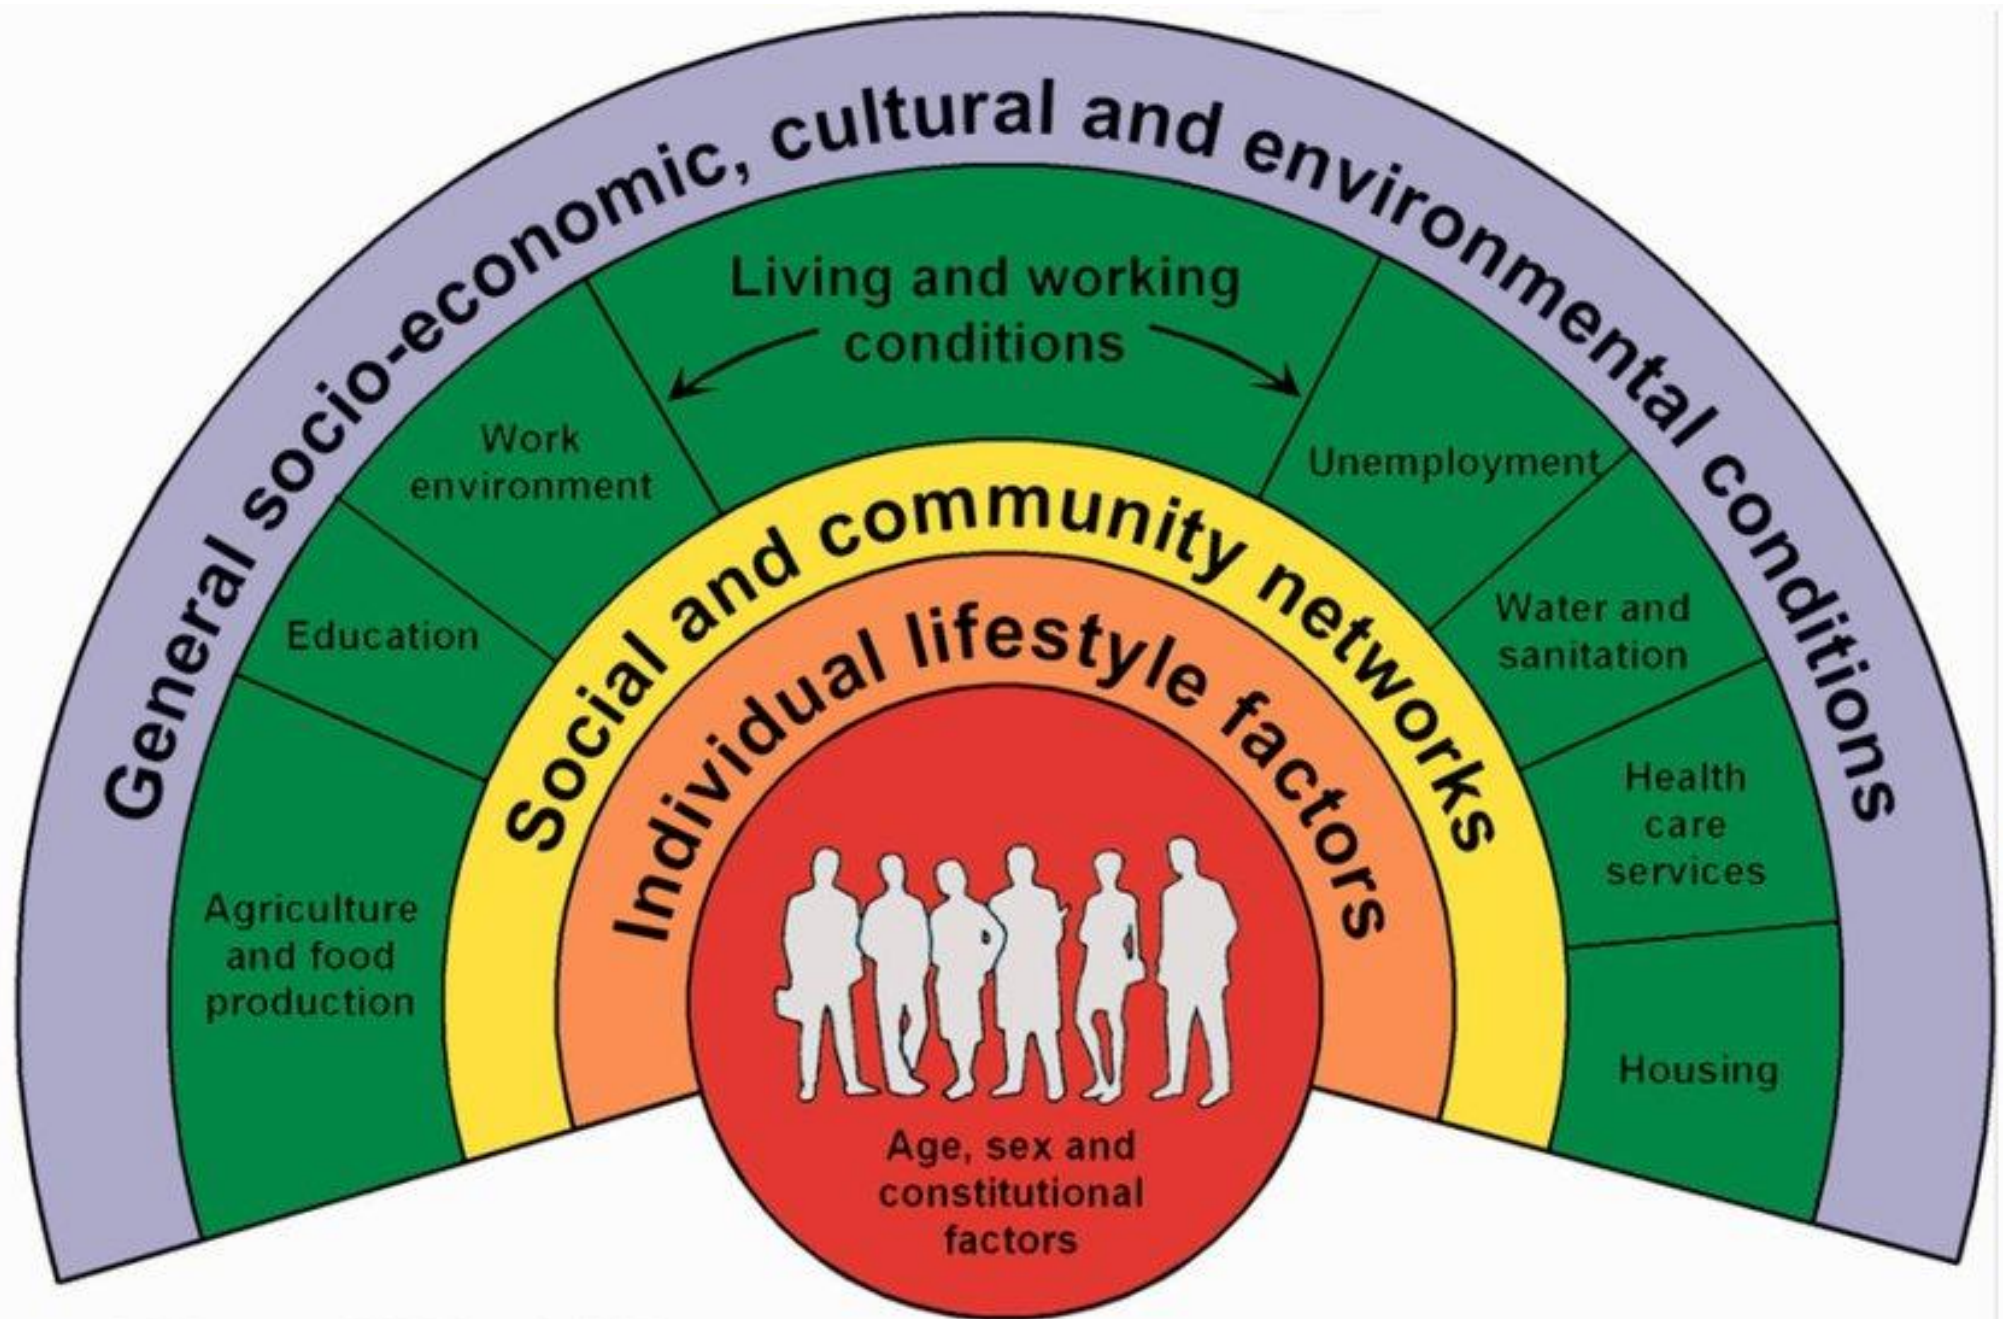 General socio-economic, cultural and environmental conditions
Living and working
conditions
Work
environment
Unemployment
Education
Water and
sanitation
Agriculture
and food
production
Health
care
services
Housing
Social and community networks
Individual lifestyle factors
Age, sex and
constitutional
factors